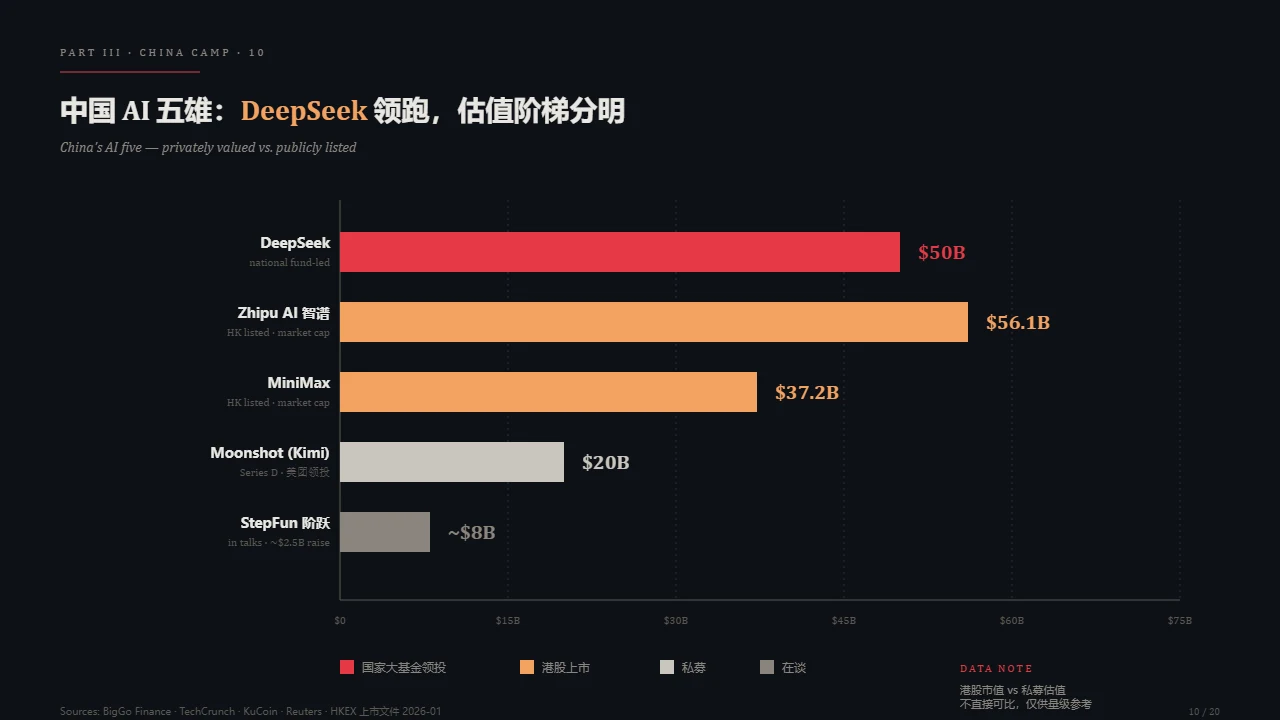 PART III · CHINA CAMP · 10
中国 AI 五雄：DeepSeek 领跑，估值阶梯分明
China's AI five — privately valued vs. publicly listed
DeepSeek
national fund-led
$50B
Zhipu AI 智谱
HK listed · market cap
$56.1B
MiniMax
HK listed · market cap
$37.2B
Moonshot (Kimi)
Series D · 美团领投
$20B
StepFun 阶跃
in talks · ~$2.5B raise
~$8B
$0 $15B $30B $45B $60B $75B
国家大基金领投 港股上市 私募 在谈
DATA NOTE
港股市值 vs 私募估值
不直接可比，仅供量级参考
Sources: BigGo Finance · TechCrunch · KuCoin · Reuters · HKEX 上市文件 2026-01
10 / 20